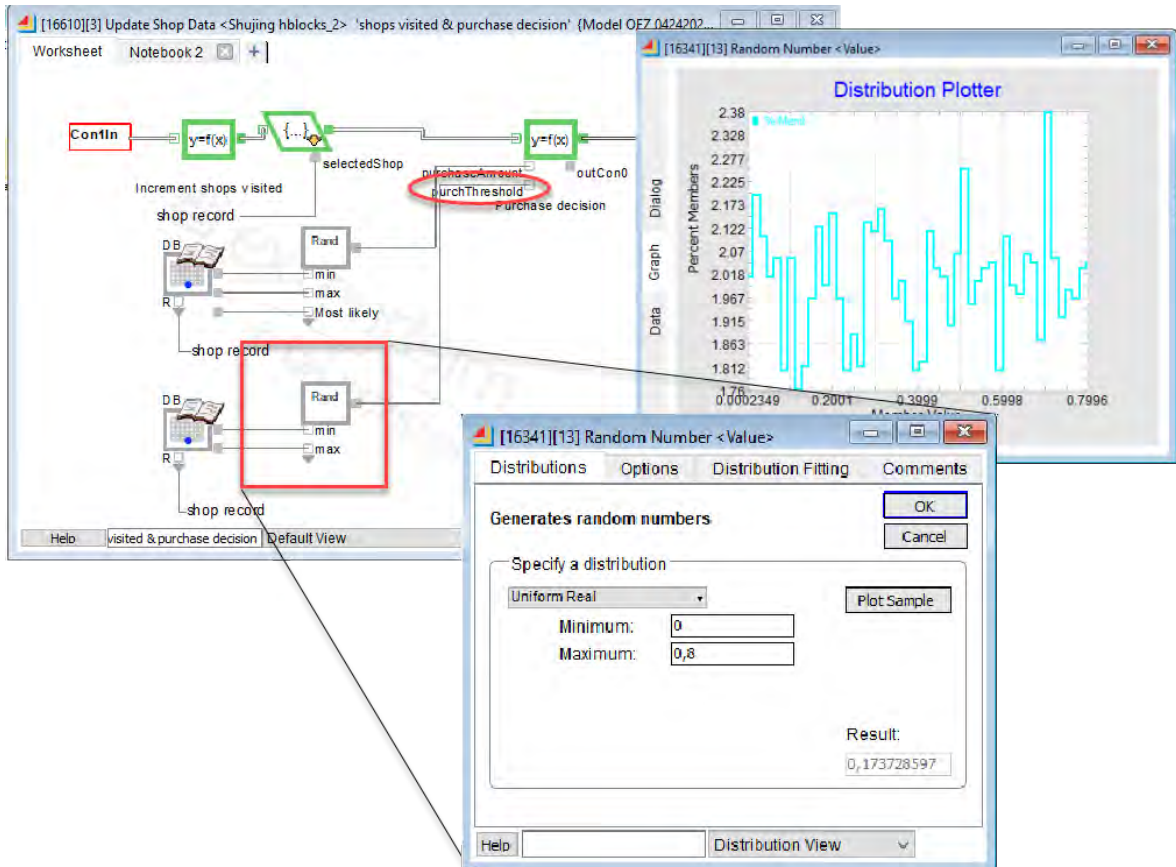 [16610][3] Update Shop Data <Shujing hblocks_2> 'shops visited & purchase decision' {Model OFZ 0424202...
Worksheet Notebook 2 +
Con1In
y=f(x)
{...}
selectedShop
y=f(x)
purchaseAmount
outCon0
purchThreshold
Purchase decision
Increment shops visited
shop record
DB
R
Rand
min
max
Most likely
shop record
DB
R
Rand
min
max
shop record
Help visited & purchase decision Default View
[16341][13] Random Number <Value>
Dialog
Graph
Data
Distribution Plotter
Percent Members
2.38
2.328
2.277
2.225
2.173
2.122
2.07
2.018
1.967
1.915
1.863
1.812
1.76
0.0002349 0.2001 0.3999 0.5998 0.7996
Member Value
[16341][13] Random Number <Value>
Distributions Options Distribution Fitting Comments
Generates random numbers
OK
Cancel
Specify a distribution
Uniform Real
Plot Sample
Minimum: 0
Maximum: 0,8
Result:
0,173728597
Help Distribution View